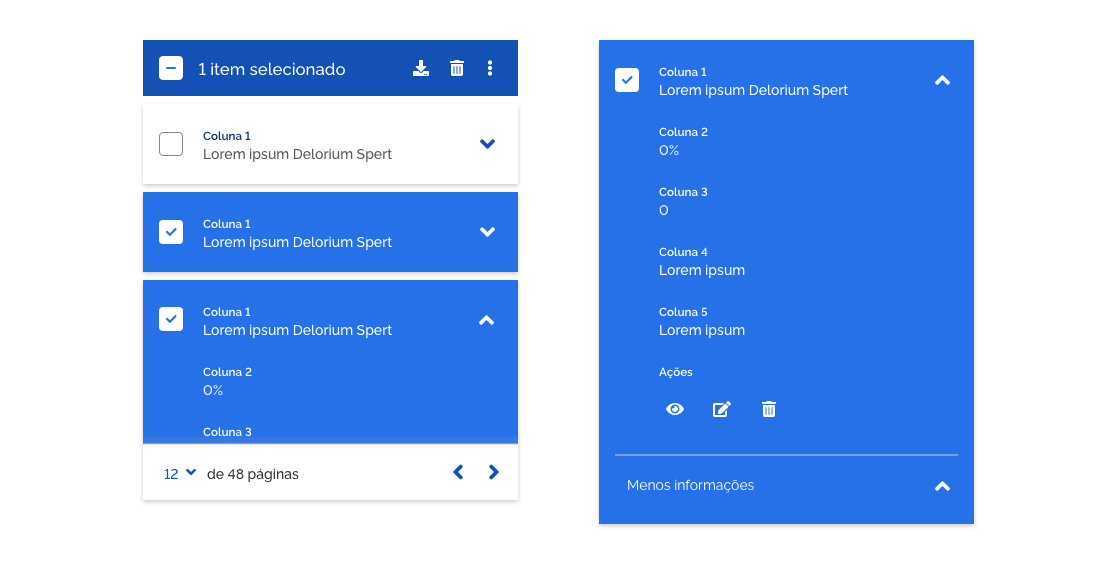 1 item selecionado
Coluna 1
Lorem ipsum Delorium Spert
Coluna 1
Lorem ipsum Delorium Spert
Coluna 1
Lorem ipsum Delorium Spert
Coluna 2
0%
Coluna 3
12 de 48 páginas
Coluna 1
Lorem ipsum Delorium Spert
Coluna 2
0%
Coluna 3
0
Coluna 4
Lorem ipsum
Coluna 5
Lorem ipsum
Ações
Menos informações